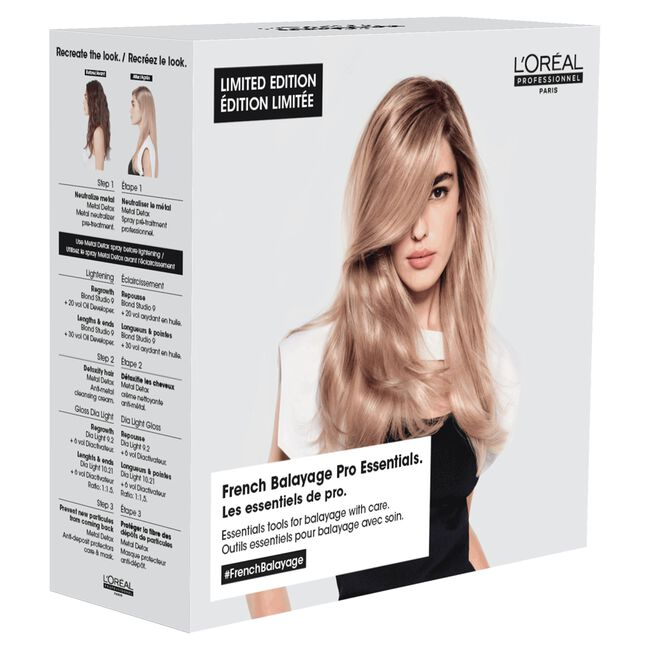 Recreate the look. / Recréez le look.
Before/Avant
After/Après
Step 1
Neutralize metal
Metal Detox
Metal neutralizer
pre-treatment.
Étape 1
Neutraliser le métal
Metal Detox
Spray pré-traitment
professionnel.
Use Metal Detox spray before lightening /
Utilisez le spray Metal Detox avant l'éclaircissement
Lightening
Regrowth
Blond Studio 9
+ 20 vol Oil Developer.
Lengths & ends
Blond Studio 9
+ 30 vol Oil Developer.
Éclaircissement
Repousse
Blond Studio 9
+ 20 vol oxydant en huile.
Longueurs & pointes
Blond Studio 9
+ 30 vol oxydant en huile.
Step 2
Detoxify hair
Metal Detox
Anti-metal
cleansing cream.
Étape 2
Détoxifie les cheveux
Metal Detox
crème nettoyante
anti-métal.
Gloss Dia Light
Regrowth
Dia Light 9.2
+ 6 vol Diactivateur.
Lenghts & ends
Dia Light 10.21
+ 6 vol Diactivateur
Ratio: 1:1,5.
Dia Light Gloss
Repousse
Dia Light 9.2
+ 6 vol Diactivateur.
Longueurs & pointes
Dia Light 10.21
+ 6 vol Diactivateur
Ratio: 1:1,5.
Step 3
Prevent new particules
from coming back
Metal Detox
Anti-deposit protectors
care & mask.
Étape 3
Protéger la fibre des
dépôts de particules
Metal Detox
Masque protecteur
anti-dépôt.
L'ORÉAL
PROFESSIONNEL
PARIS
LIMITED EDITION
ÉDITION LIMITÉE
L'ORÉAL
PROFESSIONNEL
PARIS
French Balayage Pro Essentials.
Les essentiels de pro.
Essentials tools for balayage with care.
Outils essentiels pour balayage avec soin.
#FrenchBalayage